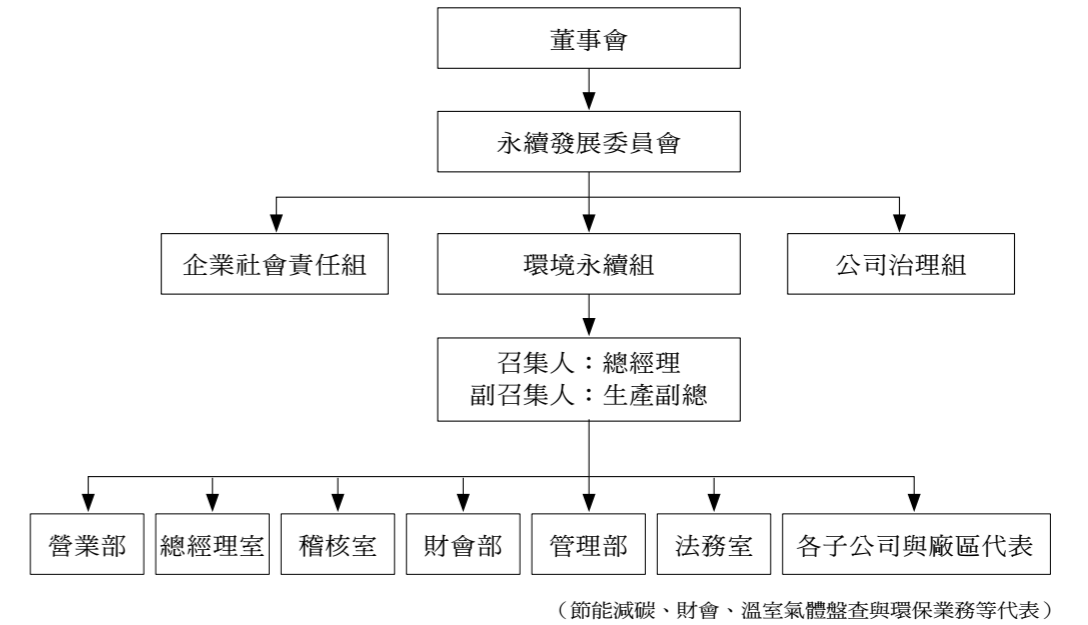 董事會
永續發展委員會
企業社會責任組
環境永續組
公司治理組
召集人：總經理
副召集人：生產副總
營業部
總經理室
稽核室
財會部
管理部
法務室
各子公司與廠區代表
（節能減碳、財會、溫室氣體盤查與環保業務等代表）